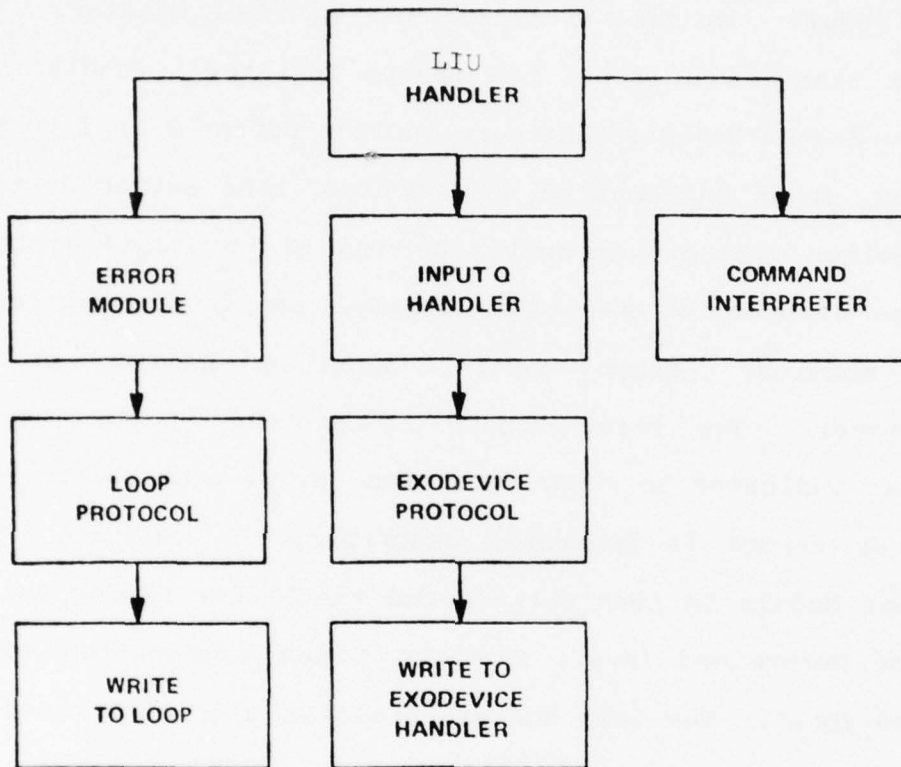 LIU
HANDLER
ERROR
MODULE
INPUT Q
HANDLER
COMMAND
INTERPRETER
LOOP
PROTOCOL
EXODEVICE
PROTOCOL
WRITE
TO LOOP
WRITE TO
EXODEVICE
HANDLER